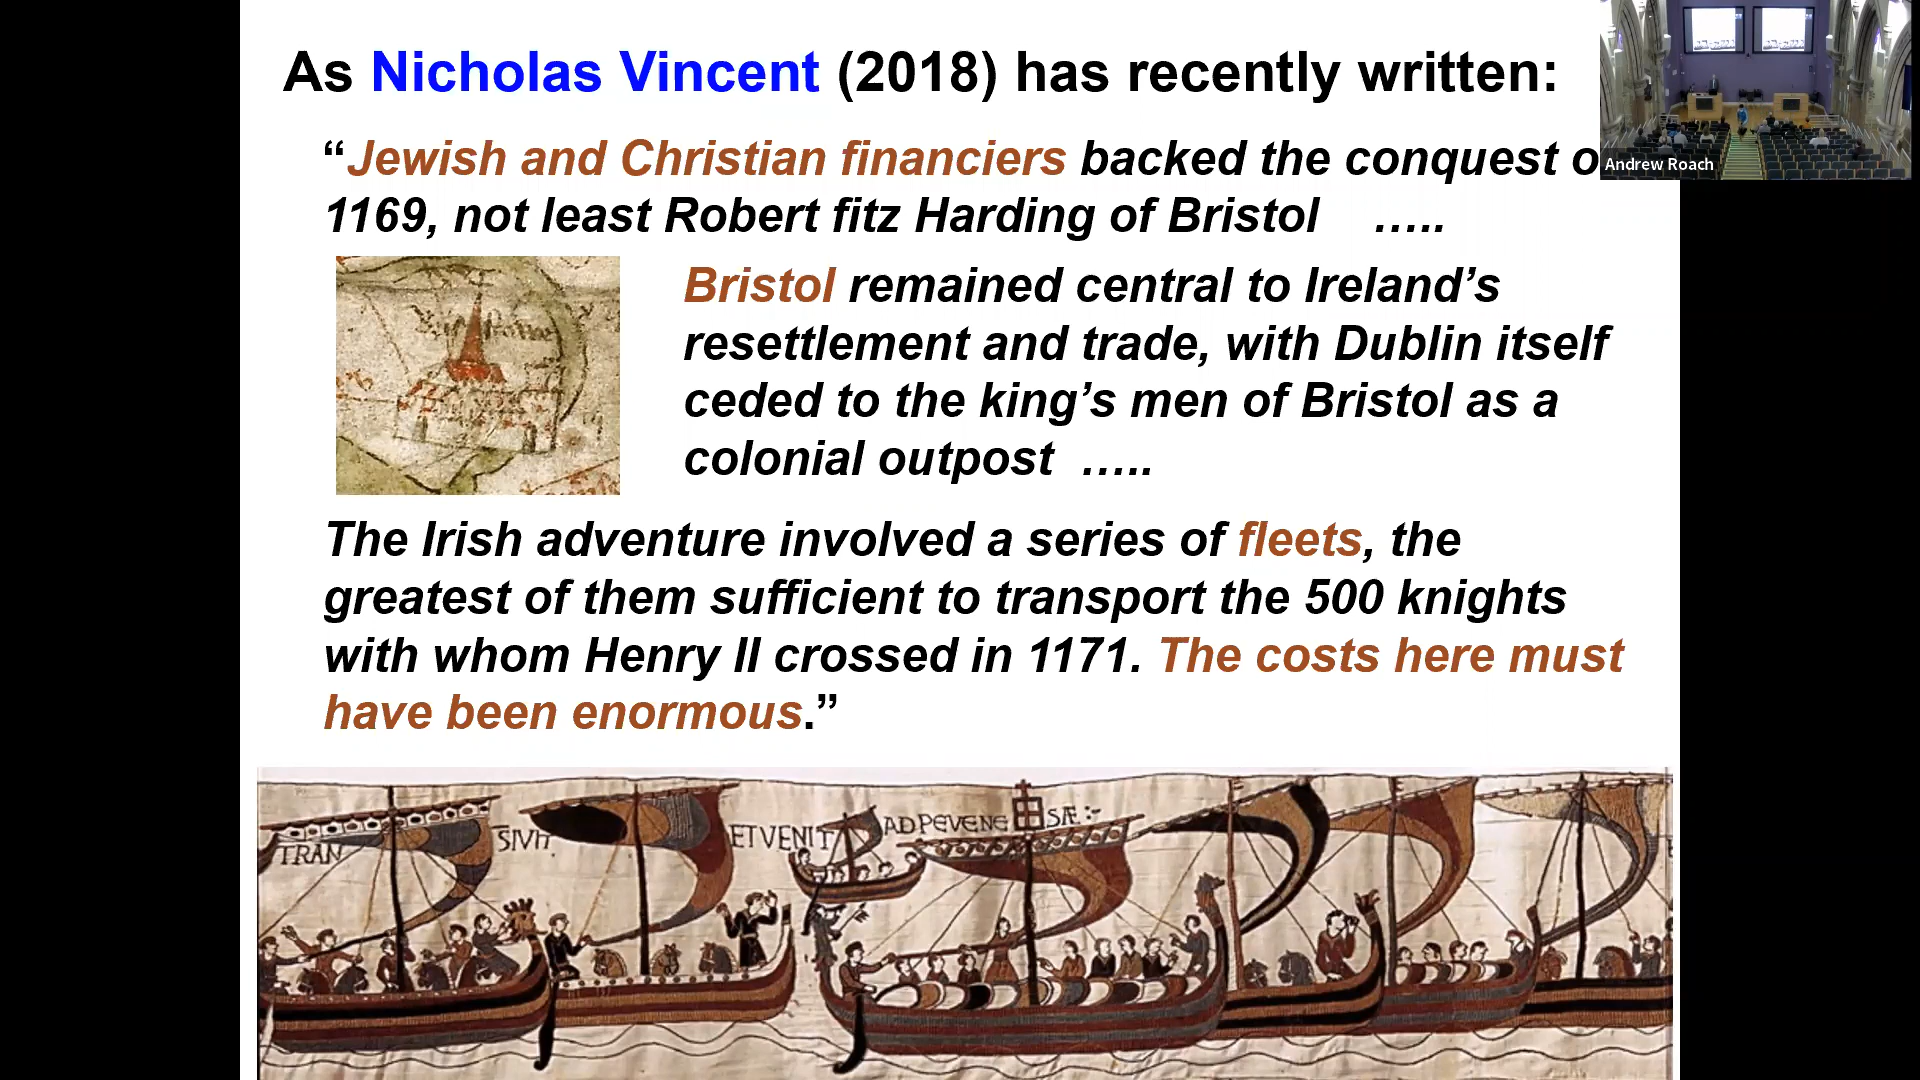 As Nicholas Vincent (2018) has recently written:
“Jewish and Christian financiers backed the conquest o
1169, not least Robert fitz Harding of Bristol …..
Bristol remained central to Ireland’s
resettlement and trade, with Dublin itself
ceded to the king’s men of Bristol as a
colonial outpost …..
The Irish adventure involved a series of fleets, the
greatest of them sufficient to transport the 500 knights
with whom Henry II crossed in 1171. The costs here must
have been enormous.”
Andrew Roach
TRAN SIVIT ET VENIT AD PEVENE SÆ:-